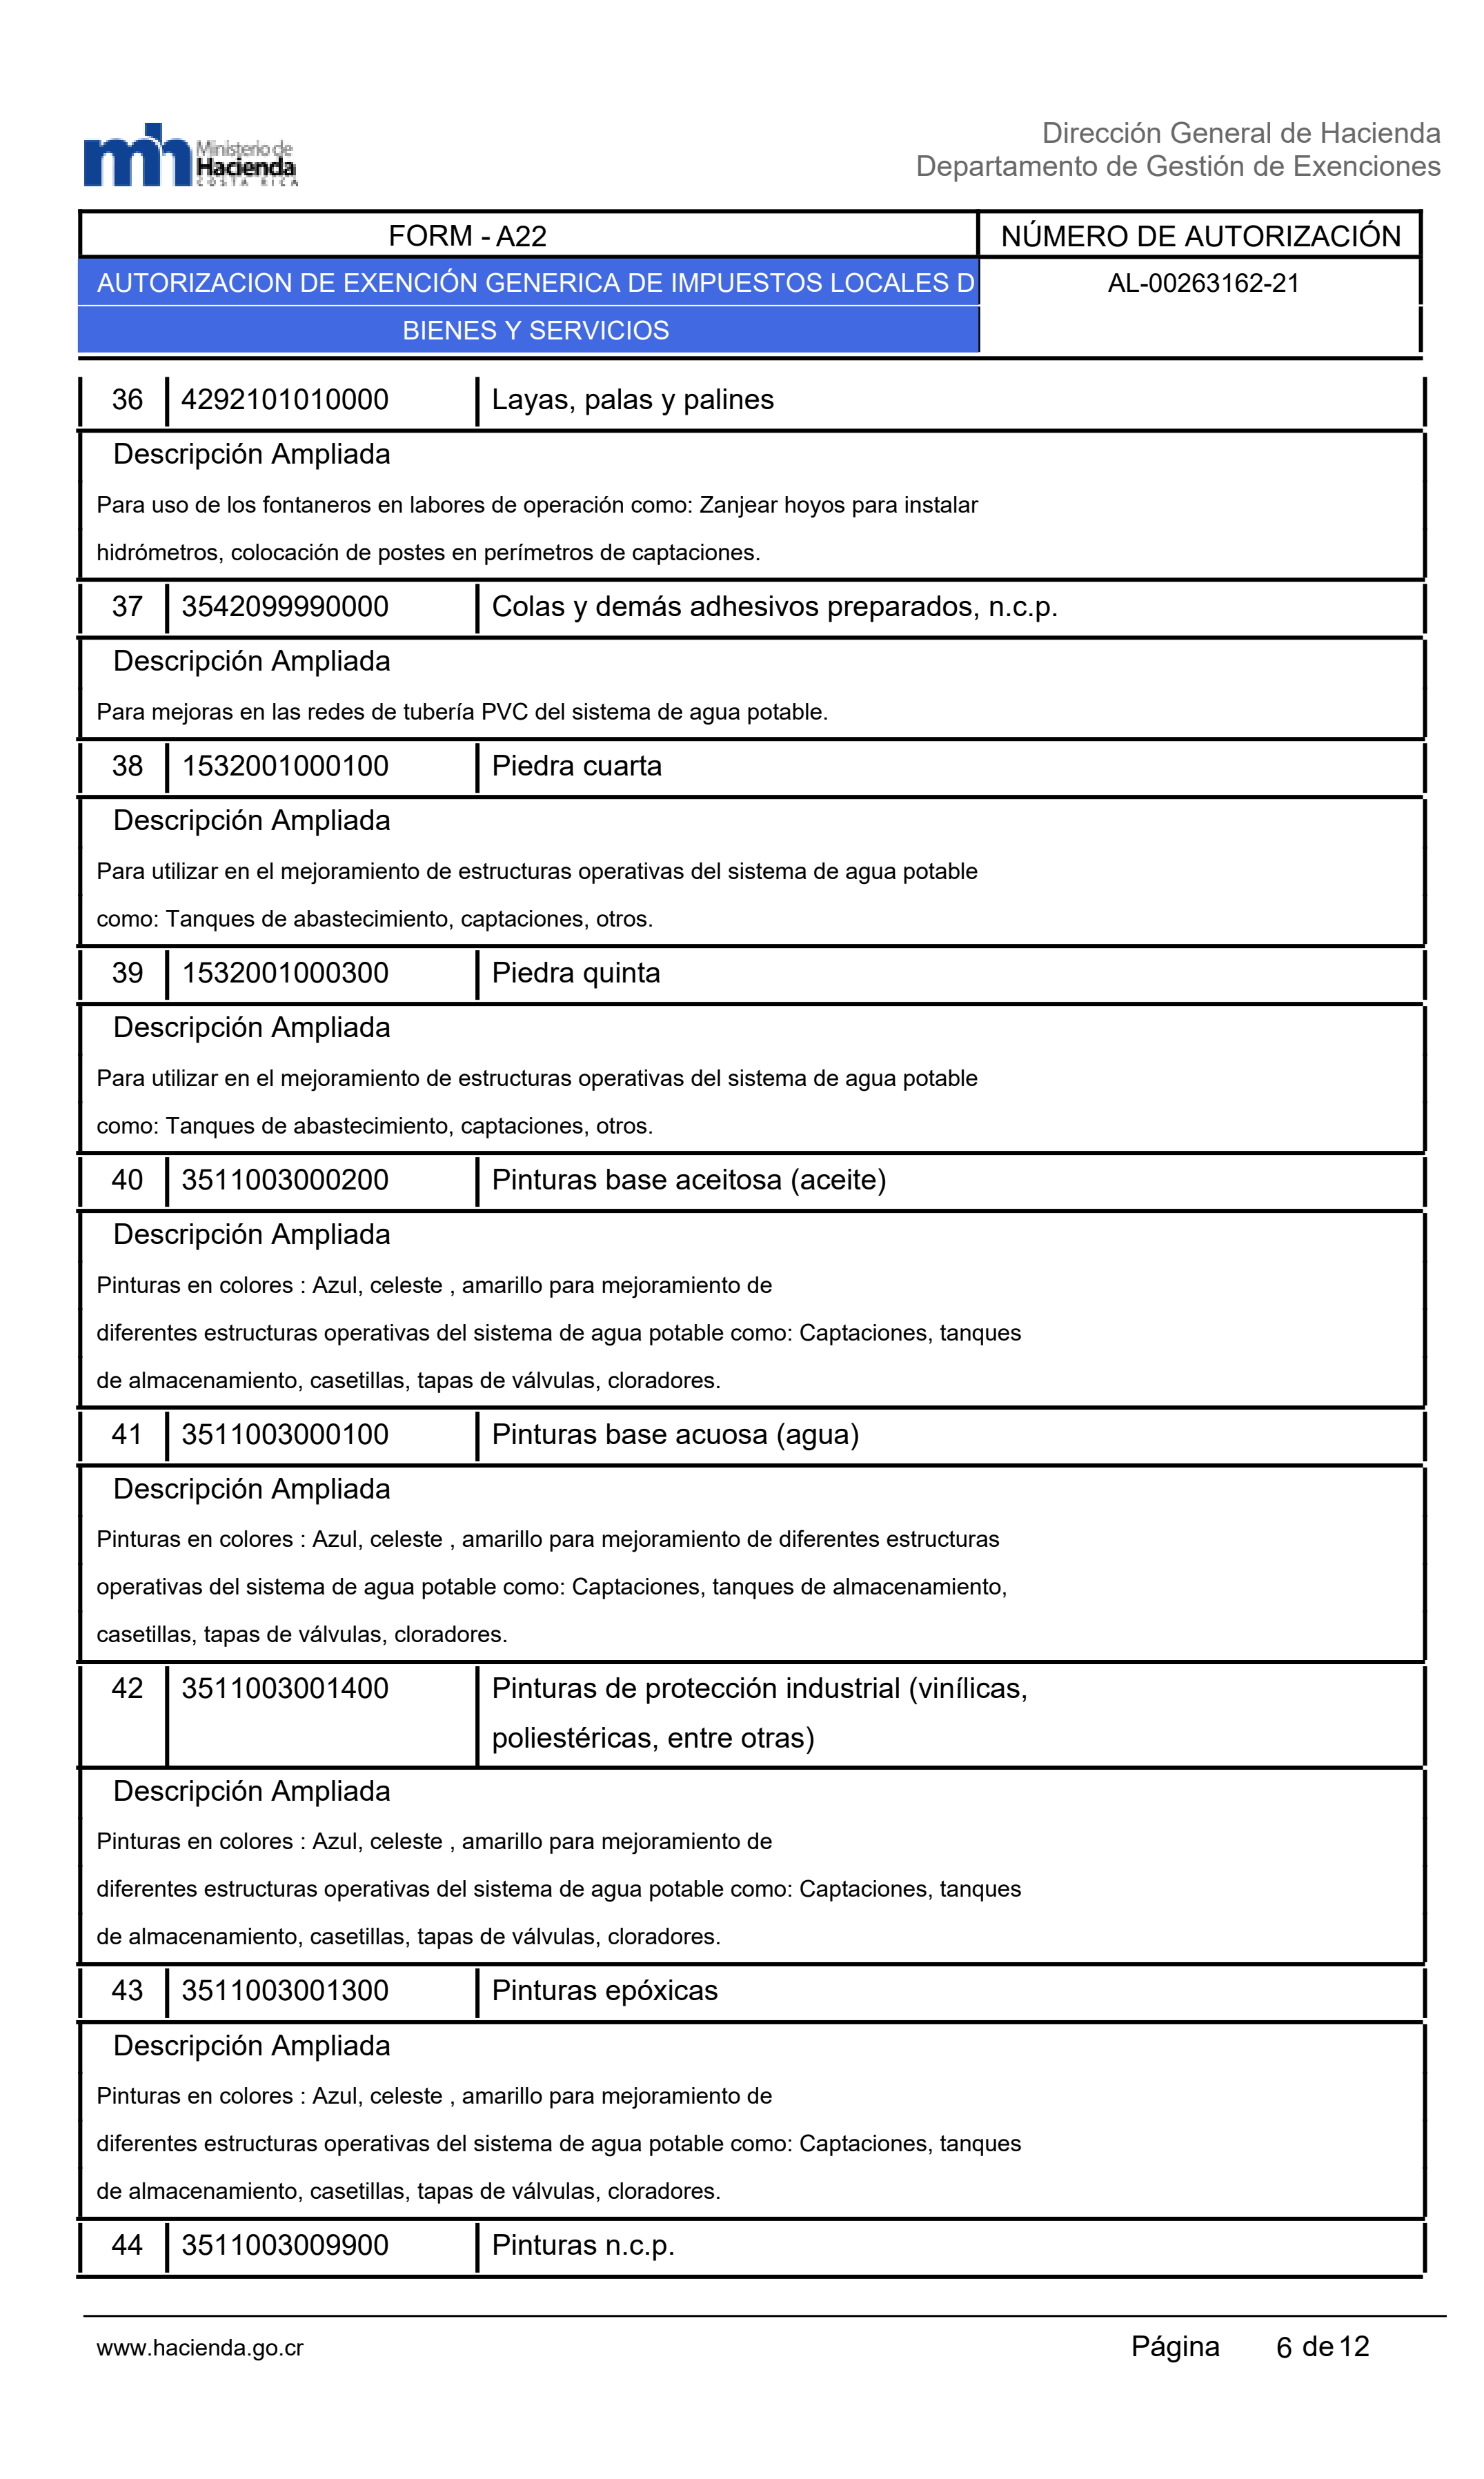 Ministerio de
Hacienda
COSTA RICA
Dirección General de Hacienda
Departamento de Gestión de Exenciones
FORM - A22
NÚMERO DE AUTORIZACIÓN
AUTORIZACION DE EXENCIÓN GENERICA DE IMPUESTOS LOCALES D
AL-00263162-21
BIENES Y SERVICIOS
36 4292101010000 Layas, palas y palines
Descripción Ampliada
Para uso de los fontaneros en labores de operación como: Zanjear hoyos para instalar
hidrómetros, colocación de postes en perímetros de captaciones.
37 3542099990000 Colas y demás adhesivos preparados, n.c.p.
Descripción Ampliada
Para mejoras en las redes de tubería PVC del sistema de agua potable.
38 1532001000100 Piedra cuarta
Descripción Ampliada
Para utilizar en el mejoramiento de estructuras operativas del sistema de agua potable
como: Tanques de abastecimiento, captaciones, otros.
39 1532001000300 Piedra quinta
Descripción Ampliada
Para utilizar en el mejoramiento de estructuras operativas del sistema de agua potable
como: Tanques de abastecimiento, captaciones, otros.
40 3511003000200 Pinturas base aceitosa (aceite)
Descripción Ampliada
Pinturas en colores : Azul, celeste , amarillo para mejoramiento de
diferentes estructuras operativas del sistema de agua potable como: Captaciones, tanques
de almacenamiento, casetillas, tapas de válvulas, cloradores.
41 3511003000100 Pinturas base acuosa (agua)
Descripción Ampliada
Pinturas en colores : Azul, celeste , amarillo para mejoramiento de diferentes estructuras
operativas del sistema de agua potable como: Captaciones, tanques de almacenamiento,
casetillas, tapas de válvulas, cloradores.
42 3511003001400 Pinturas de protección industrial (vinílicas,
poliestéricas, entre otras)
Descripción Ampliada
Pinturas en colores : Azul, celeste , amarillo para mejoramiento de
diferentes estructuras operativas del sistema de agua potable como: Captaciones, tanques
de almacenamiento, casetillas, tapas de válvulas, cloradores.
43 3511003001300 Pinturas epóxicas
Descripción Ampliada
Pinturas en colores : Azul, celeste , amarillo para mejoramiento de
diferentes estructuras operativas del sistema de agua potable como: Captaciones, tanques
de almacenamiento, casetillas, tapas de válvulas, cloradores.
44 3511003009900 Pinturas n.c.p.
www.hacienda.go.cr Página 6 de 12